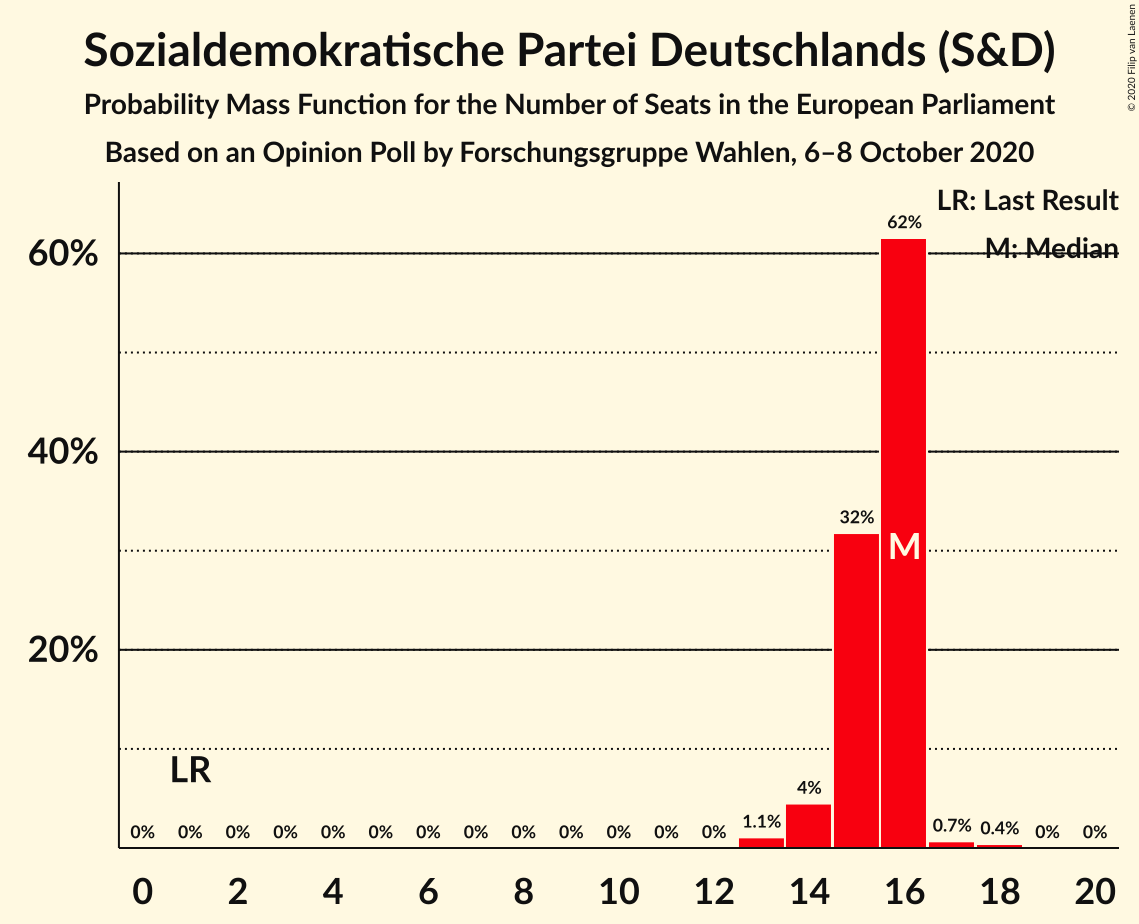 Sozialdemokratische Partei Deutschlands (S&D)
Probability Mass Function for the Number of Seats in the European Parliament
Based on an Opinion Poll by Forschungsgruppe Wahlen, 6–8 October 2020
© 2020 Filip van Laenen
LR: Last Result
M: Median
60%
40%
20%
62%
32%
M
LR
4%
0% 0% 0% 0% 0% 0% 0% 0% 0% 0% 0% 0% 0% 1.1% 0.7% 0.4% 0% 0%
0 2 4 6 8 10 12 14 16 18 20